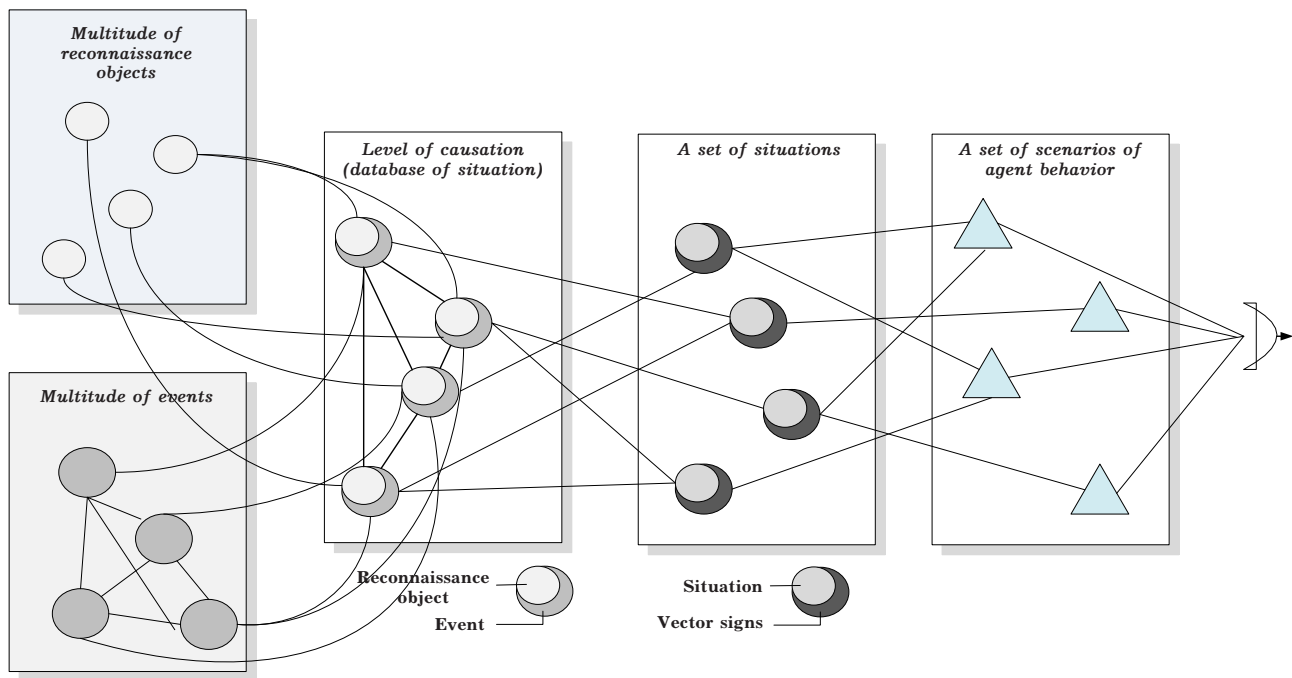 Multitude of
reconnaissance
objects
Level of causation
(database of situation)
A set of situations
A set of scenarios of
agent behavior
Multitude of events
Reconnaissance
object
Event
Situation
Vector signs